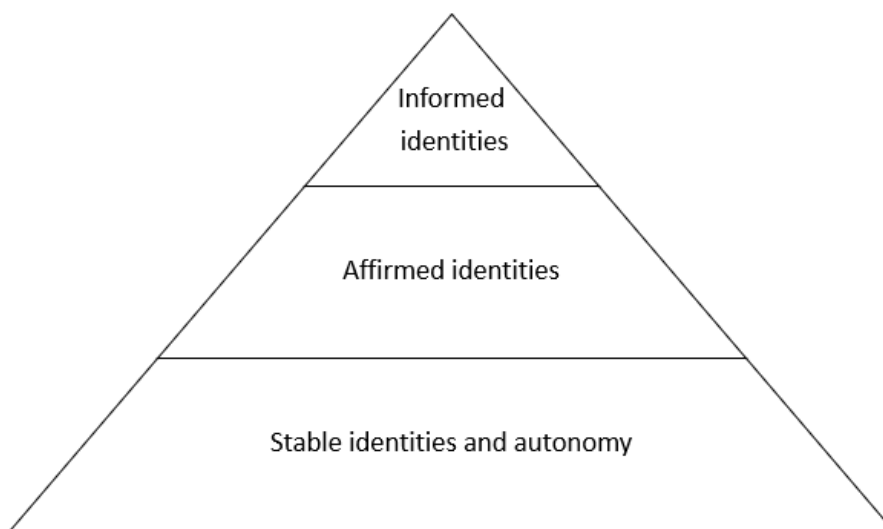 Informed
identities
Affirmed identities
Stable identities and autonomy